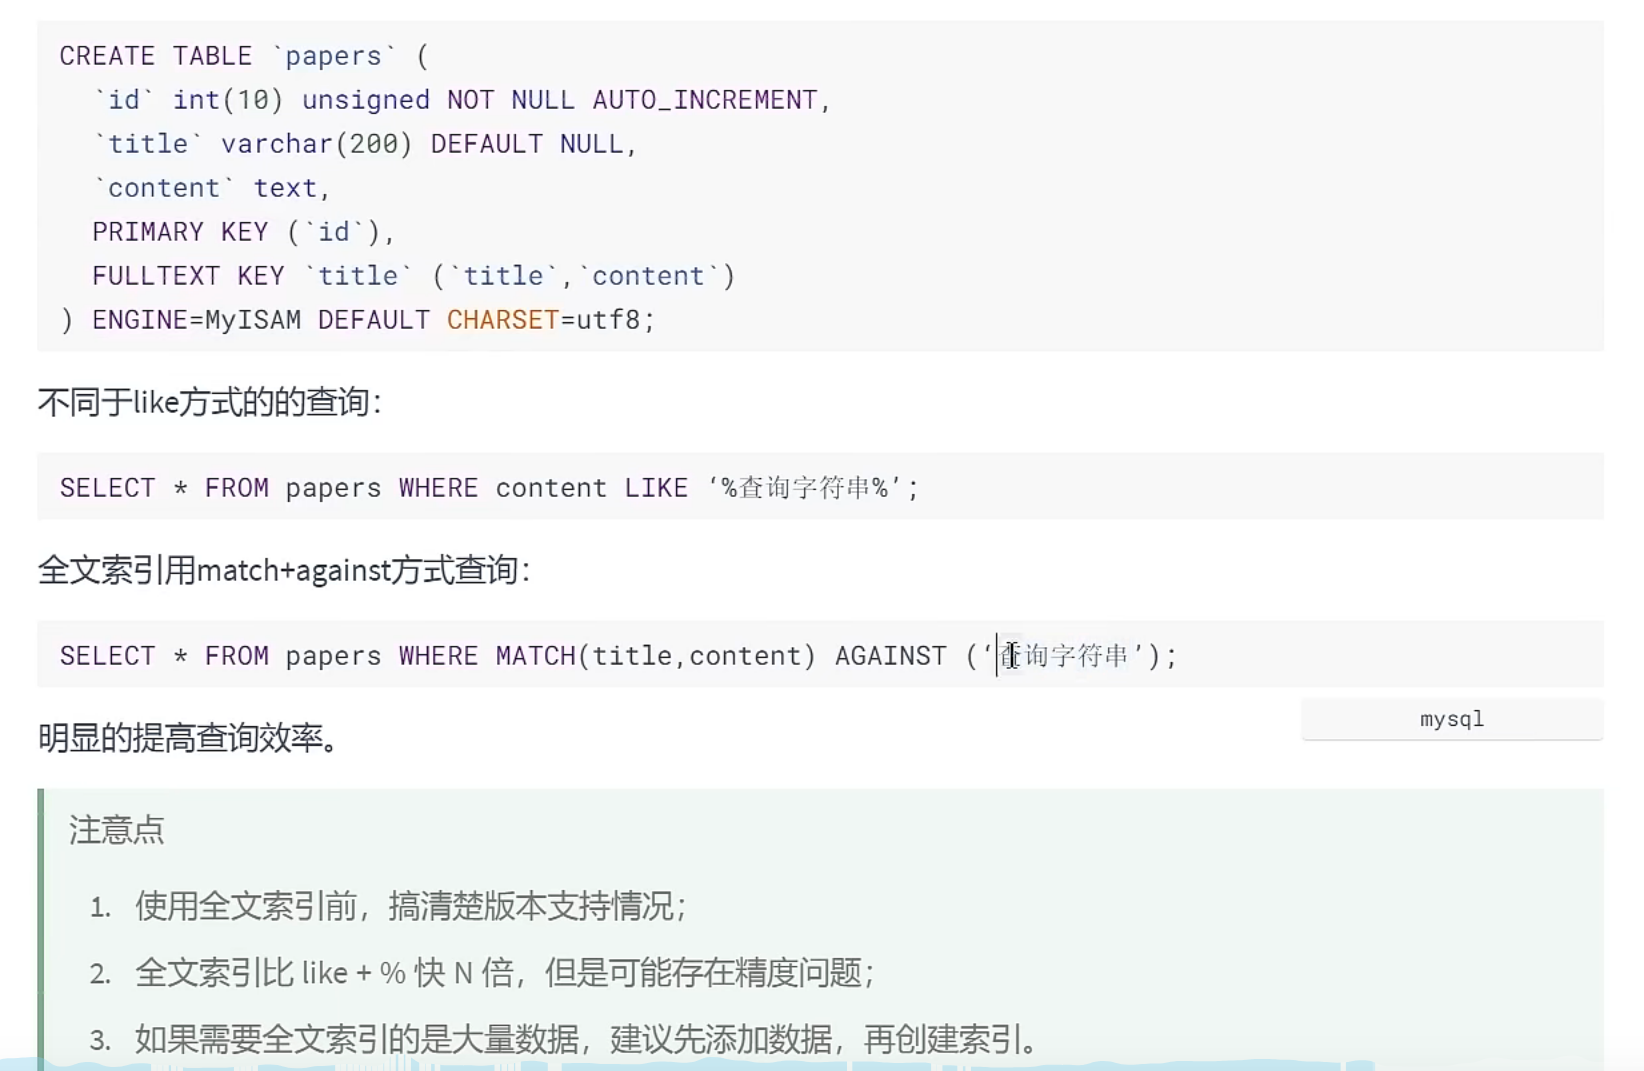 CREATE TABLE `papers` (
  `id` int(10) unsigned NOT NULL AUTO_INCREMENT,
  `title` varchar(200) DEFAULT NULL,
  `content` text,
  PRIMARY KEY (`id`),
  FULLTEXT KEY `title` (`title`,`content`)
) ENGINE=MyISAM DEFAULT CHARSET=utf8;
不同于like方式的的查询：
SELECT * FROM papers WHERE content LIKE ‘%查询字符串%’;
全文索引用match+against方式查询：
SELECT * FROM papers WHERE MATCH(title,content) AGAINST (‘查询字符串’);
mysql
明显的提高查询效率。
注意点
1. 使用全文索引前，搞清楚版本支持情况；
2. 全文索引比 like + % 快 N 倍，但是可能存在精度问题；
3. 如果需要全文索引的是大量数据，建议先添加数据，再创建索引。